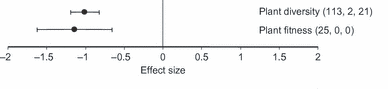 Plant diversity (113, 2, 21)
Plant fitness (25, 0, 0)
–2 –1.5 –1 –0.5 0 0.5 1 1.5 2
Effect size